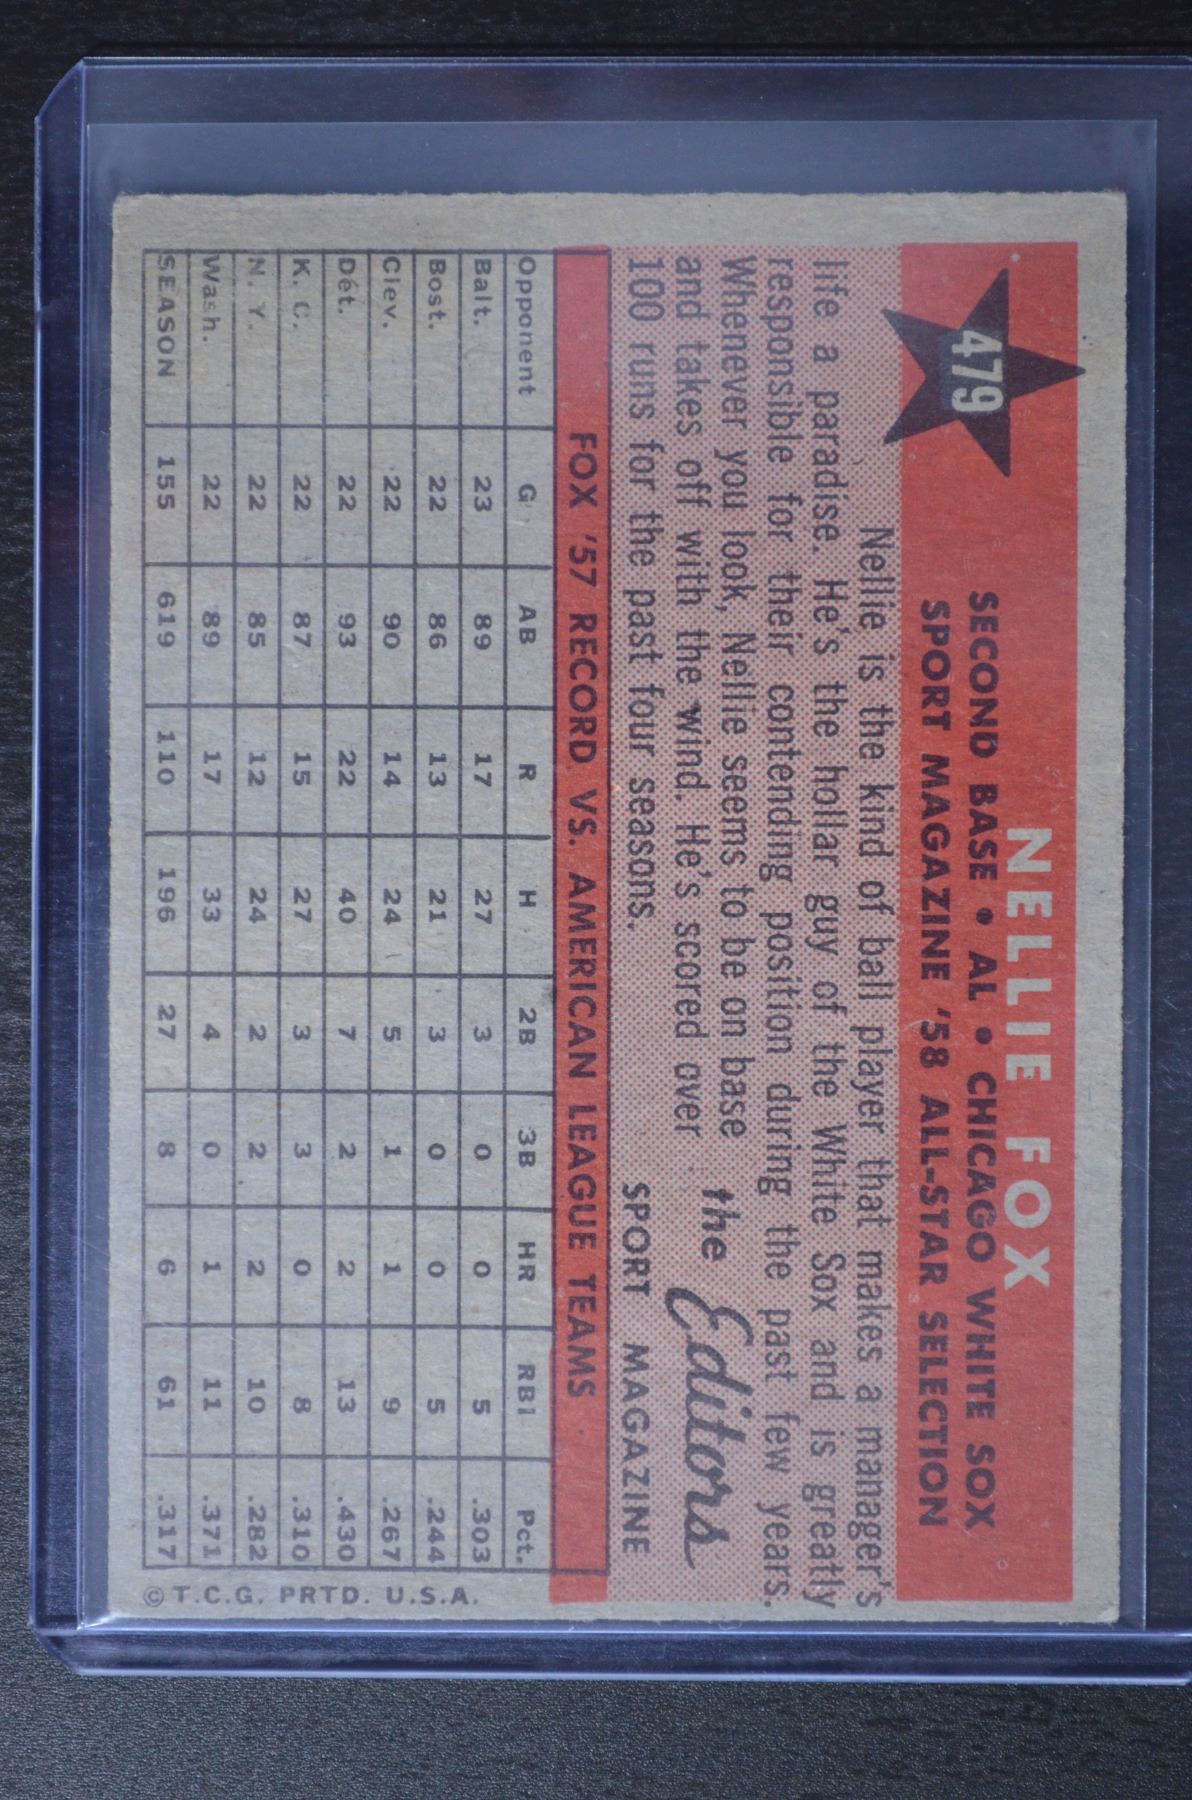 479
NELLIE FOX
SECOND BASE • AL • CHICAGO WHITE SOX
SPORT MAGAZINE '58 ALL-STAR SELECTION
Nellie is the kind of ball player that makes a manager's
life a paradise. He's the hollar guy of the White Sox and is greatly
responsible for their contending position during the past few years.
Whenever you look, Nellie seems to be on base
and takes off with the wind. He's scored over
100 runs for the past four seasons.
the Editors
SPORT MAGAZINE
FOX '57 RECORD VS. AMERICAN LEAGUE TEAMS
Opponent G AB R H 2B 3B HR RBI Pct.
Balt. 23 89 17 27 3 0 0 5 .303
Bost. 22 86 13 21 3 0 0 5 .244
Clev. 22 90 14 24 5 1 1 9 .267
Det. 22 93 22 40 7 2 2 13 .430
K. C. 22 87 15 27 3 3 0 8 .310
N. Y. 22 85 12 24 2 2 2 10 .282
Wash. 22 89 17 33 4 0 1 11 .371
SEASON 155 619 110 196 27 8 6 61 .317
© T.C.G. PRTD. U.S.A.